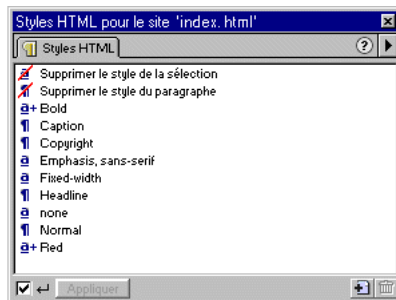 Styles HTML pour le site 'index.html'
Styles HTML
Supprimer le style de la sélection
Supprimer le style du paragraphe
a+ Bold
¶ Caption
¶ Copyright
a Emphasis, sans-serif
a Fixed-width
¶ Headline
a none
¶ Normal
a+ Red
Appliquer